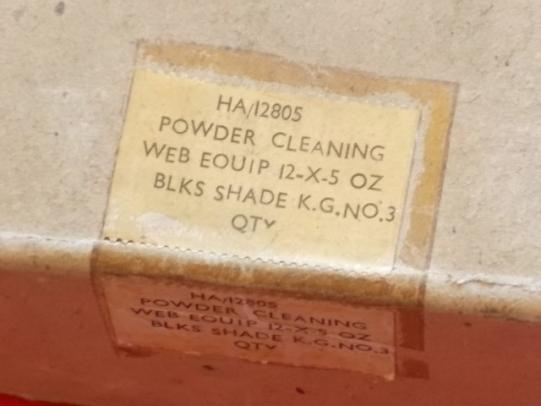 HA/12805
POWDER CLEANING
WEB EQUIP 12-X-5 OZ
BLKS SHADE K.G.NO.3
QTY
HA/12805
POWDER CLEANING
WEB EQUIP 12-X-5 OZ
BLKS SHADE K.G.NO.3
QTY